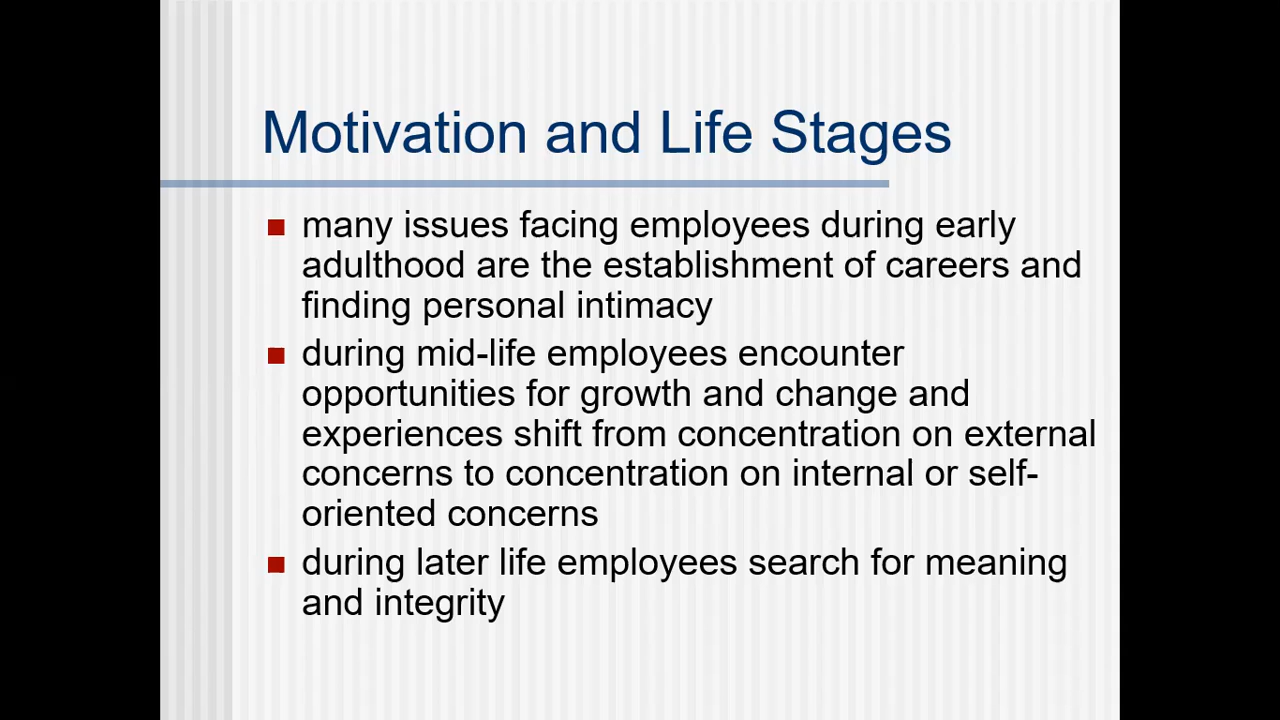 Motivation and Life Stages
many issues facing employees during early
adulthood are the establishment of careers and
finding personal intimacy
during mid-life employees encounter
opportunities for growth and change and
experiences shift from concentration on external
concerns to concentration on internal or self-
oriented concerns
during later life employees search for meaning
and integrity